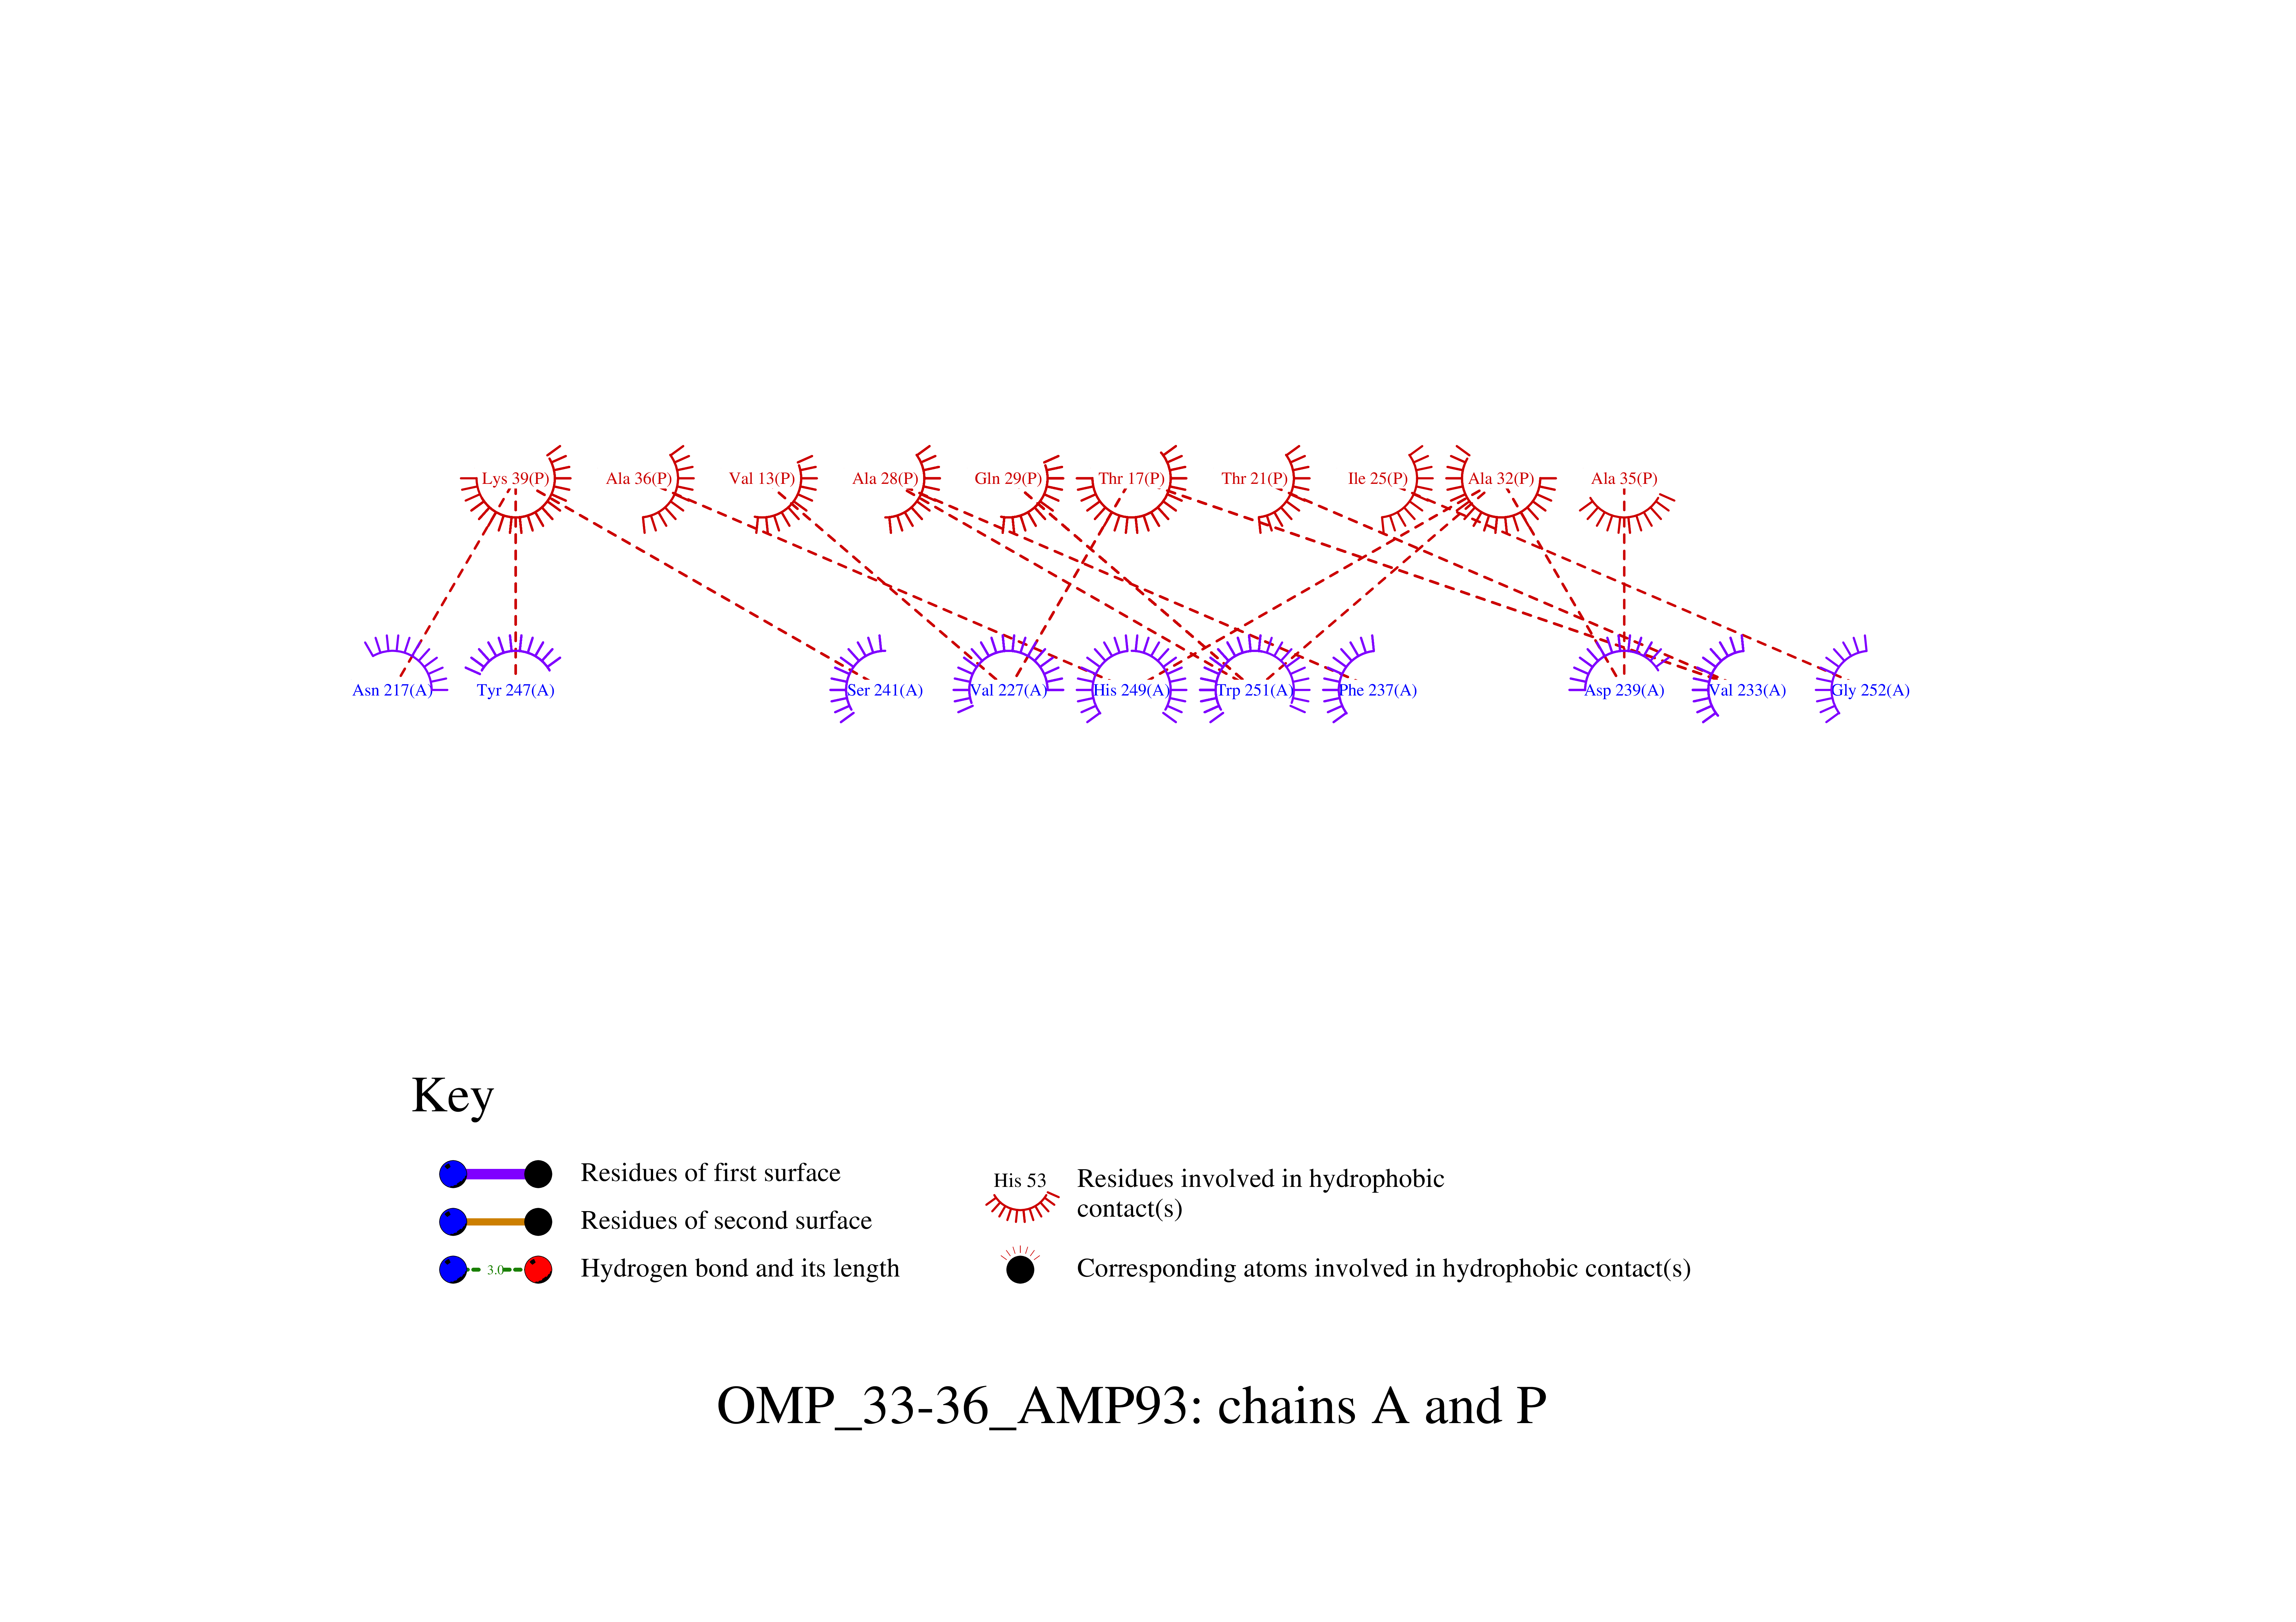 Lys 39(P) Ala 36(P) Val 13(P) Ala 28(P) Gln 29(P) Thr 17(P) Thr 21(P) Ile 25(P) Ala 32(P) Ala 35(P)
Asn 217(A) Tyr 247(A) Ser 241(A) Val 227(A) His 249(A) Trp 251(A) Phe 237(A) Asp 239(A) Val 233(A) Gly 252(A)
Key
Residues of first surface
Residues of second surface
3.0 Hydrogen bond and its length
His 53 Residues involved in hydrophobic
contact(s)
Corresponding atoms involved in hydrophobic contact(s)
OMP_33-36_AMP93: chains A and P